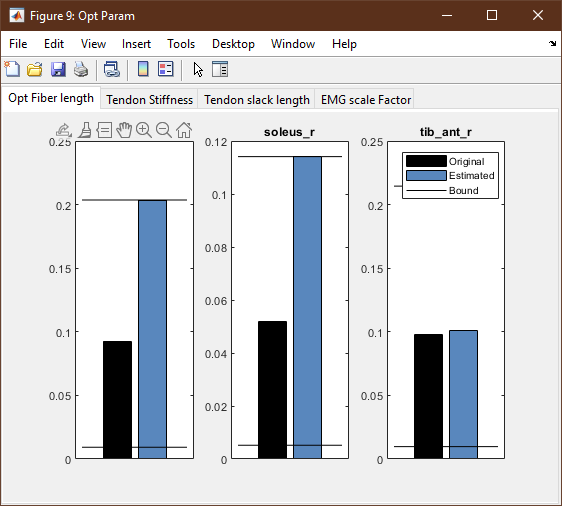 Figure 9: Opt Param
File Edit View Insert Tools Desktop Window Help
Opt Fiber length Tendon Stiffness Tendon slack length EMG scale Factor
0.25
0.2
0.15
0.1
0.05
0
soleus_r
0.12
0.1
0.08
0.06
0.04
0.02
0
tib_ant_r
0.25
0.2
0.15
0.1
0.05
0
Original
Estimated
Bound